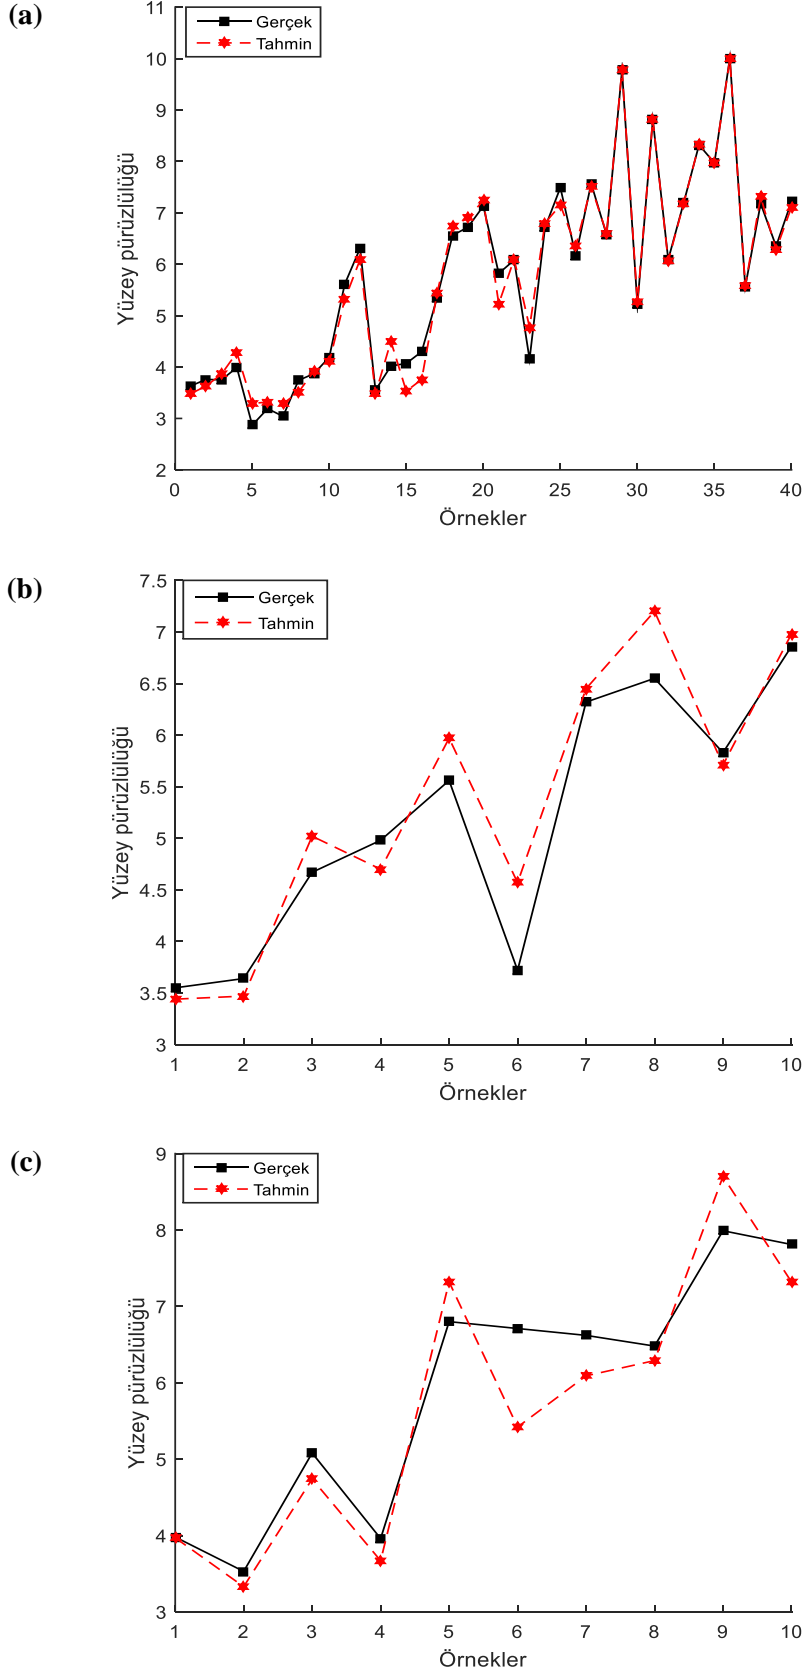 (a)
11
10
9
8
7
6
5
4
3
2
Yüzey pürüzlülüğü
Gerçek
Tahmin
0 5 10 15 20 25 30 35 40
Örnekler
(b)
7.5
7
6.5
6
5.5
5
4.5
4
3.5
3
Yüzey pürüzlülüğü
Gerçek
Tahmin
1 2 3 4 5 6 7 8 9 10
Örnekler
(c)
9
8
7
6
5
4
3
Yüzey pürüzlülüğü
Gerçek
Tahmin
1 2 3 4 5 6 7 8 9 10
Örnekler